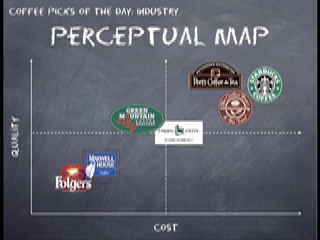 COFFEE PICKS OF THE DAY: INDUSTRY
PERCEPTUAL MAP
QUALITY
Peet's Coffee & Tea
STARBUCKS
COFFEE
GREEN
MOUNTAIN
COFFEE
MAXWELL
HOUSE
Folgers
COST